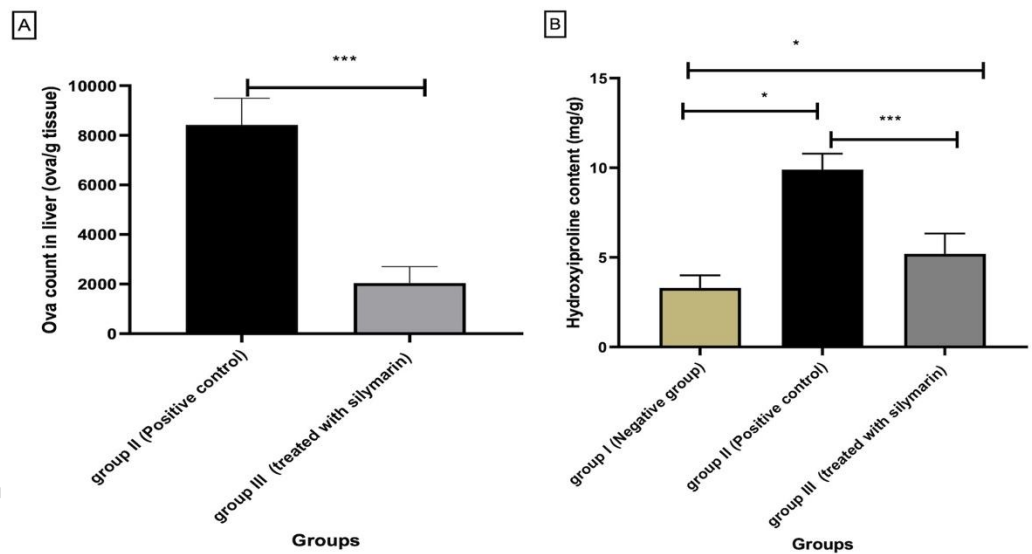 A
Ova count in liver (ova/g tissue)
10000
8000
6000
4000
2000
0
***
group II (Positive control)
group III (treated with silymarin)
Groups
B
Hydroxyiproline content (mg/g)
15
10
5
0
*
*
***
group I (Negative group)
group II (Positive control)
group III (treated with silymarin)
Groups